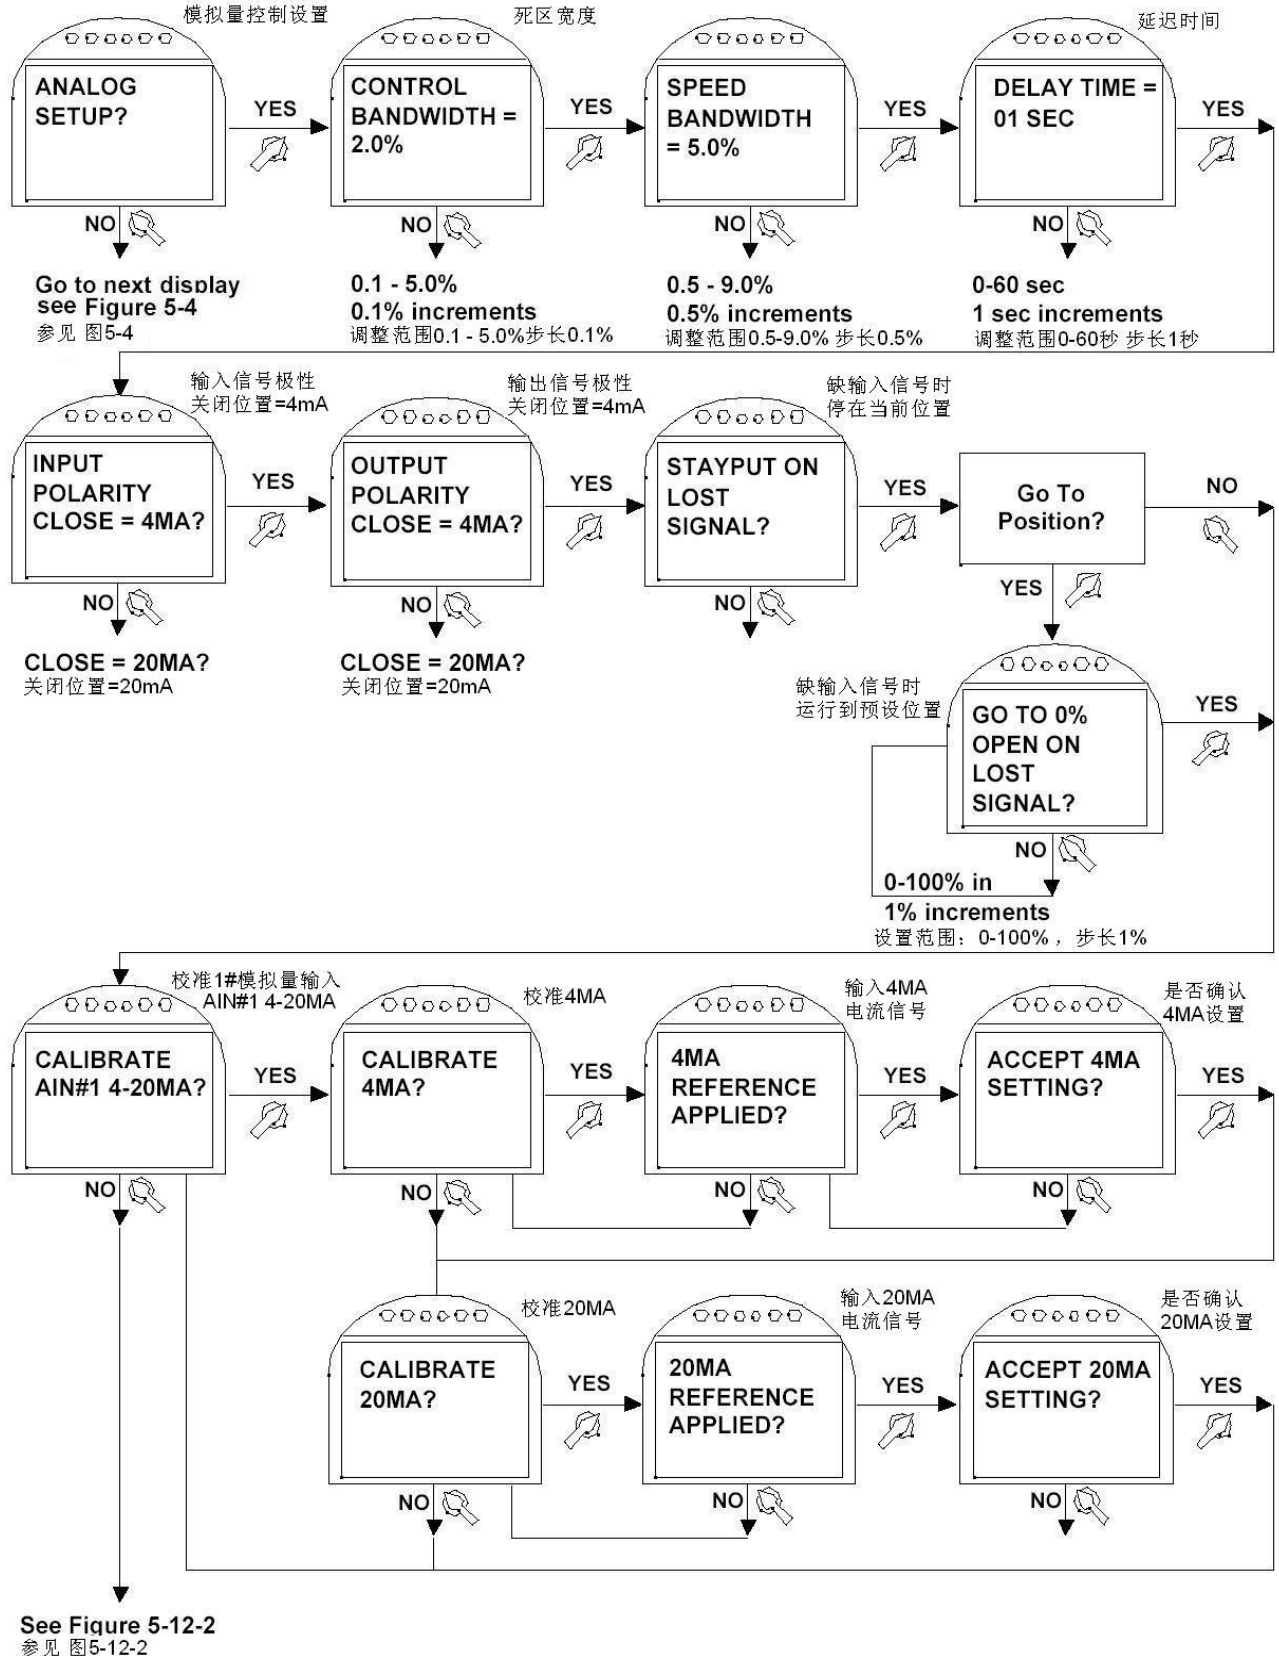 模拟量控制设置
ANALOG
SETUP?
YES
NO
Go to next display
see Figure 5-4
参见 图5-4
死区宽度
CONTROL
BANDWIDTH =
2.0%
YES
NO
0.1 - 5.0%
0.1% increments
调整范围0.1 - 5.0%步长0.1%
SPEED
BANDWIDTH
= 5.0%
YES
NO
0.5 - 9.0%
0.5% increments
调整范围0.5-9.0% 步长0.5%
延迟时间
DELAY TIME =
01 SEC
YES
NO
0-60 sec
1 sec increments
调整范围0-60秒 步长1秒
输入信号极性
关闭位置=4mA
INPUT
POLARITY
CLOSE = 4MA?
YES
NO
CLOSE = 20MA?
关闭位置=20mA
输出信号极性
关闭位置=4mA
OUTPUT
POLARITY
CLOSE = 4MA?
YES
NO
CLOSE = 20MA?
关闭位置=20mA
缺输入信号时
停在当前位置
STAYPUT ON
LOST
SIGNAL?
YES
NO
Go To
Position?
NO
YES
缺输入信号时
运行到预设位置
GO TO 0%
OPEN ON
LOST
SIGNAL?
YES
NO
0-100% in
1% increments
设置范围：0-100%，步长1%
校准1#模拟量输入
AIN#1 4-20MA
CALIBRATE
AIN#1 4-20MA?
YES
NO
校准4MA
CALIBRATE
4MA?
YES
NO
输入4MA
电流信号
4MA
REFERENCE
APPLIED?
YES
NO
是否确认
4MA设置
ACCEPT 4MA
SETTING?
YES
NO
校准20MA
CALIBRATE
20MA?
YES
NO
输入20MA
电流信号
20MA
REFERENCE
APPLIED?
YES
NO
是否确认
20MA设置
ACCEPT 20MA
SETTING?
YES
NO
See Figure 5-12-2
参见 图5-12-2